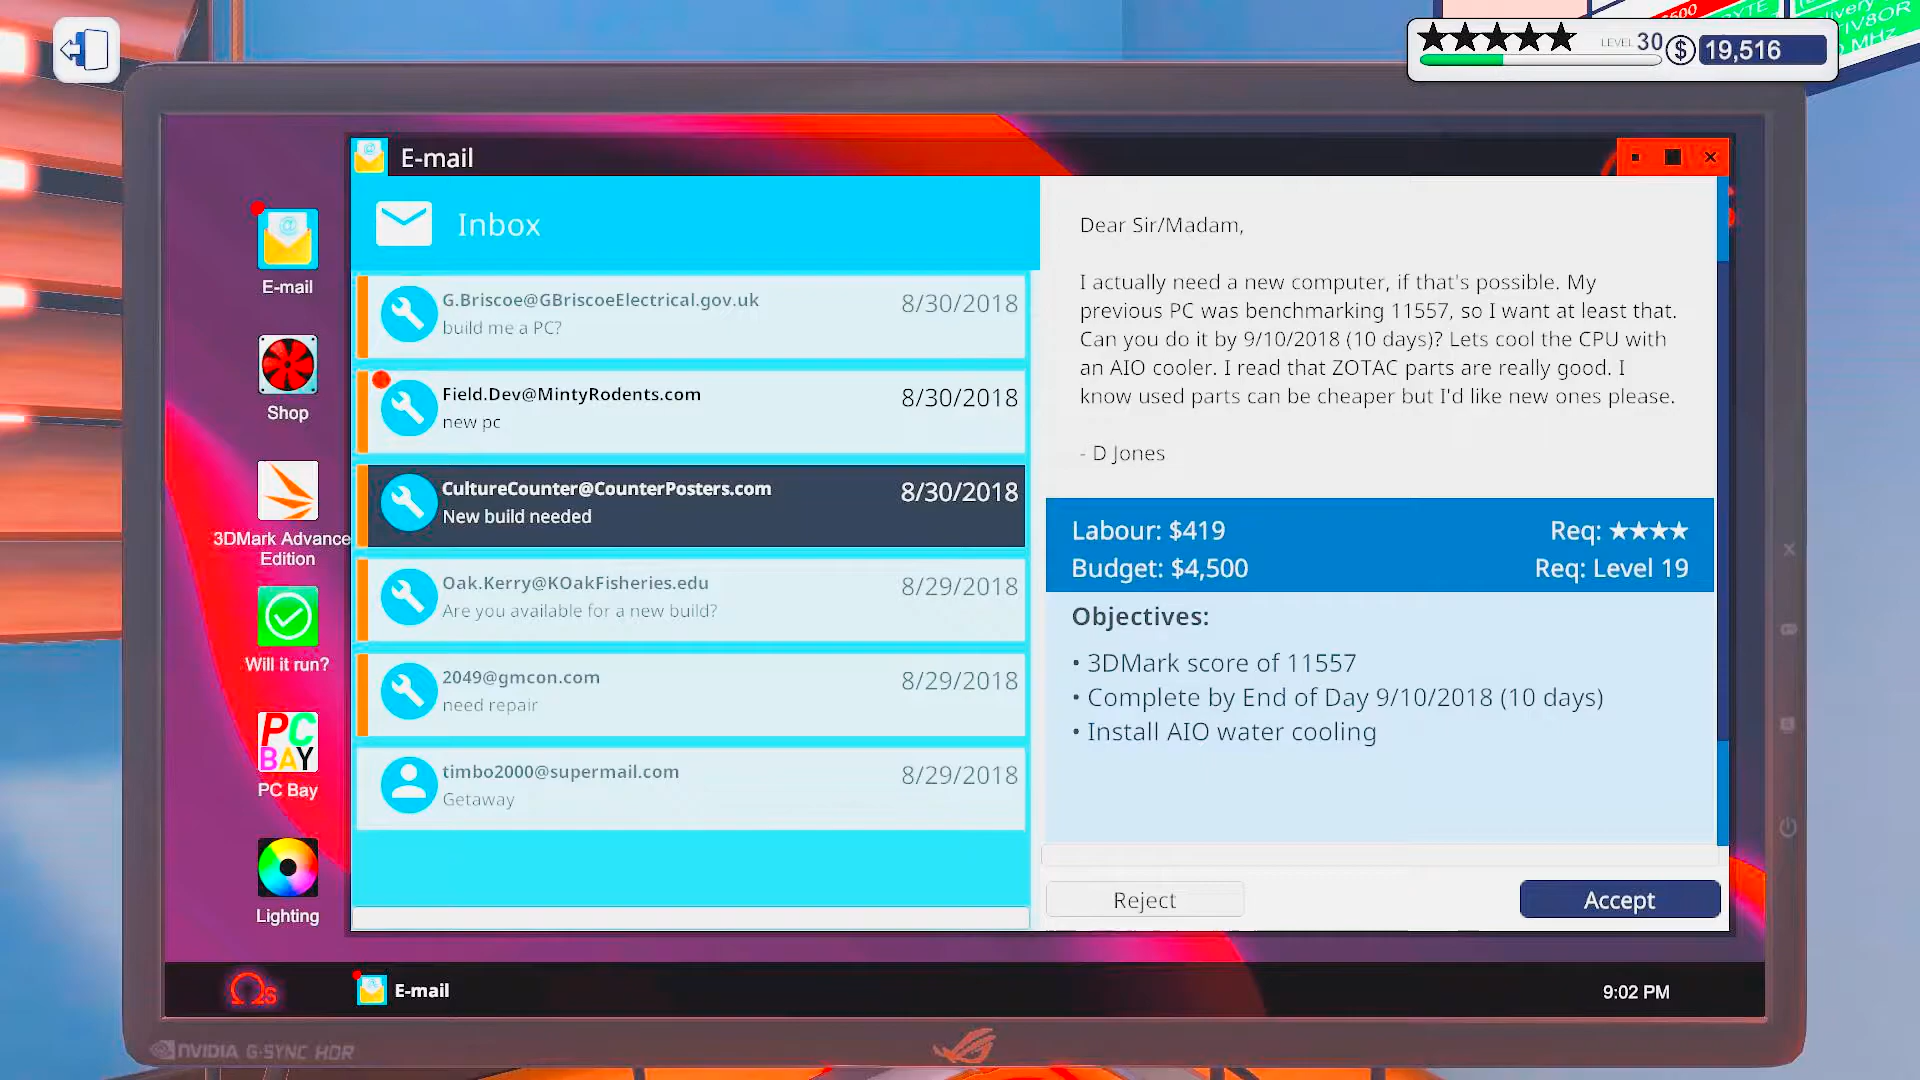 LEVEL 30
$ 19,516
E-mail
Inbox
G.Briscoe@GBriscoeElectrical.gov.uk
8/30/2018
build me a PC?
Field.Dev@MintyRodents.com
8/30/2018
new pc
CultureCounter@CounterPosters.com
8/30/2018
New build needed
Oak.Kerry@KOakFisheries.edu
8/29/2018
Are you available for a new build?
2049@gmcon.com
8/29/2018
need repair
timbo2000@supermail.com
8/29/2018
Getaway
E-mail
Shop
3DMark Advance
Edition
Will it run?
PC
BAY
PC Bay
Lighting
Dear Sir/Madam,
I actually need a new computer, if that's possible. My
previous PC was benchmarking 11557, so I want at least that.
Can you do it by 9/10/2018 (10 days)? Lets cool the CPU with
an AIO cooler. I read that ZOTAC parts are really good. I
know used parts can be cheaper but I'd like new ones please.
- D Jones
Labour: $419
Req: ★★★★
Budget: $4,500
Req: Level 19
Objectives:
• 3DMark score of 11557
• Complete by End of Day 9/10/2018 (10 days)
• Install AIO water cooling
Reject
Accept
Ωs
E-mail
9:02 PM
NVIDIA G-SYNC HDR